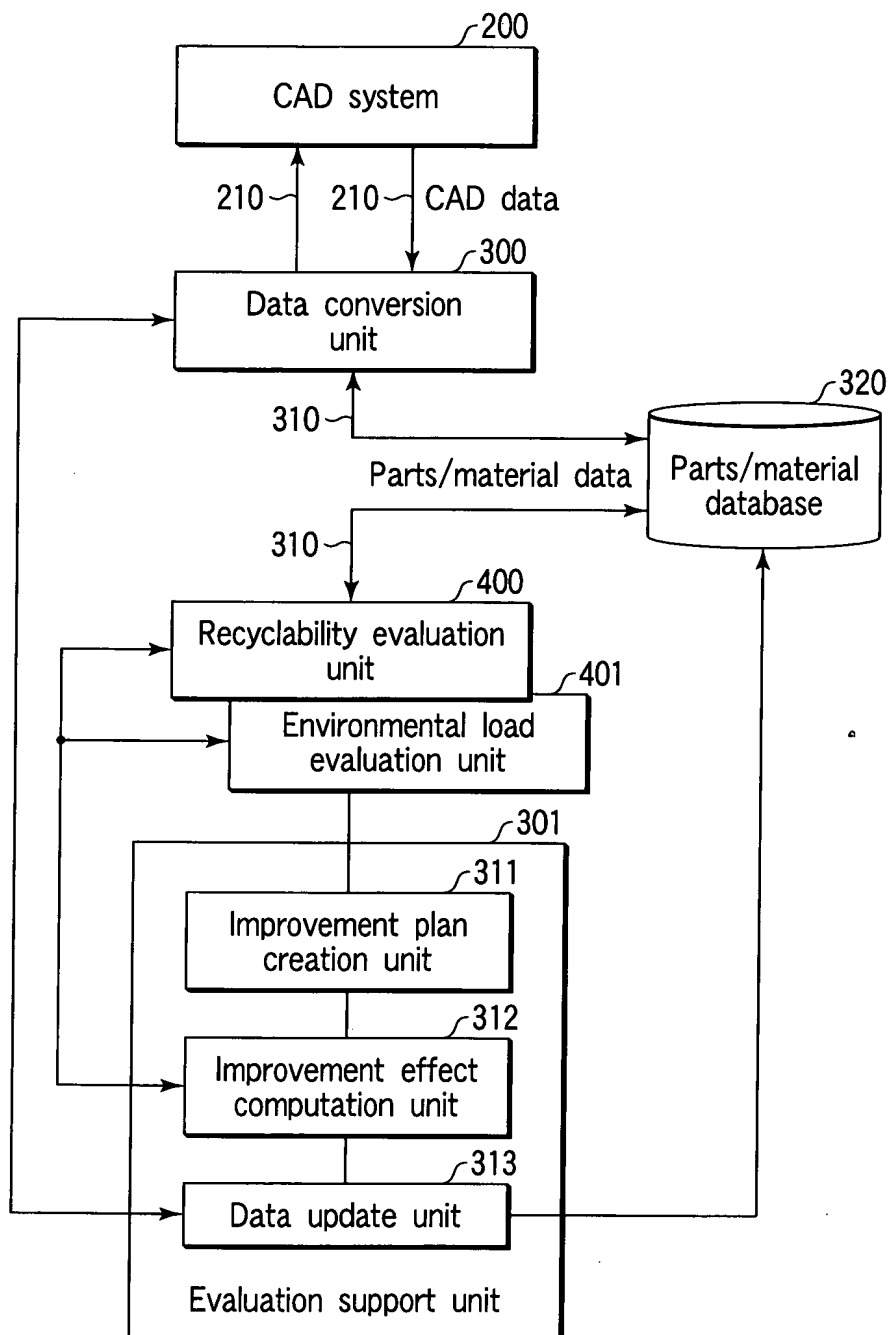 200
CAD system
210
210
CAD data
300
Data conversion
unit
320
310
Parts/material data
Parts/material
database
310
400
Recyclability evaluation
unit
401
Environmental load
evaluation unit
301
311
Improvement plan
creation unit
312
Improvement effect
computation unit
313
Data update unit
Evaluation support unit